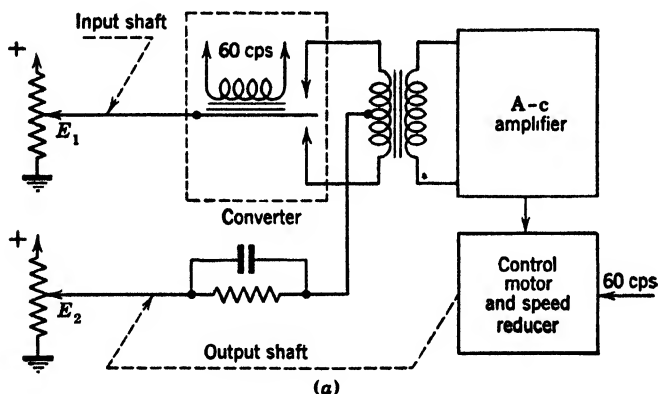 Input shaft
+
60 cps
E₁
A-c
amplifier
Converter
+
E₂
Control
motor
and speed
reducer
60 cps
Output shaft
(a)